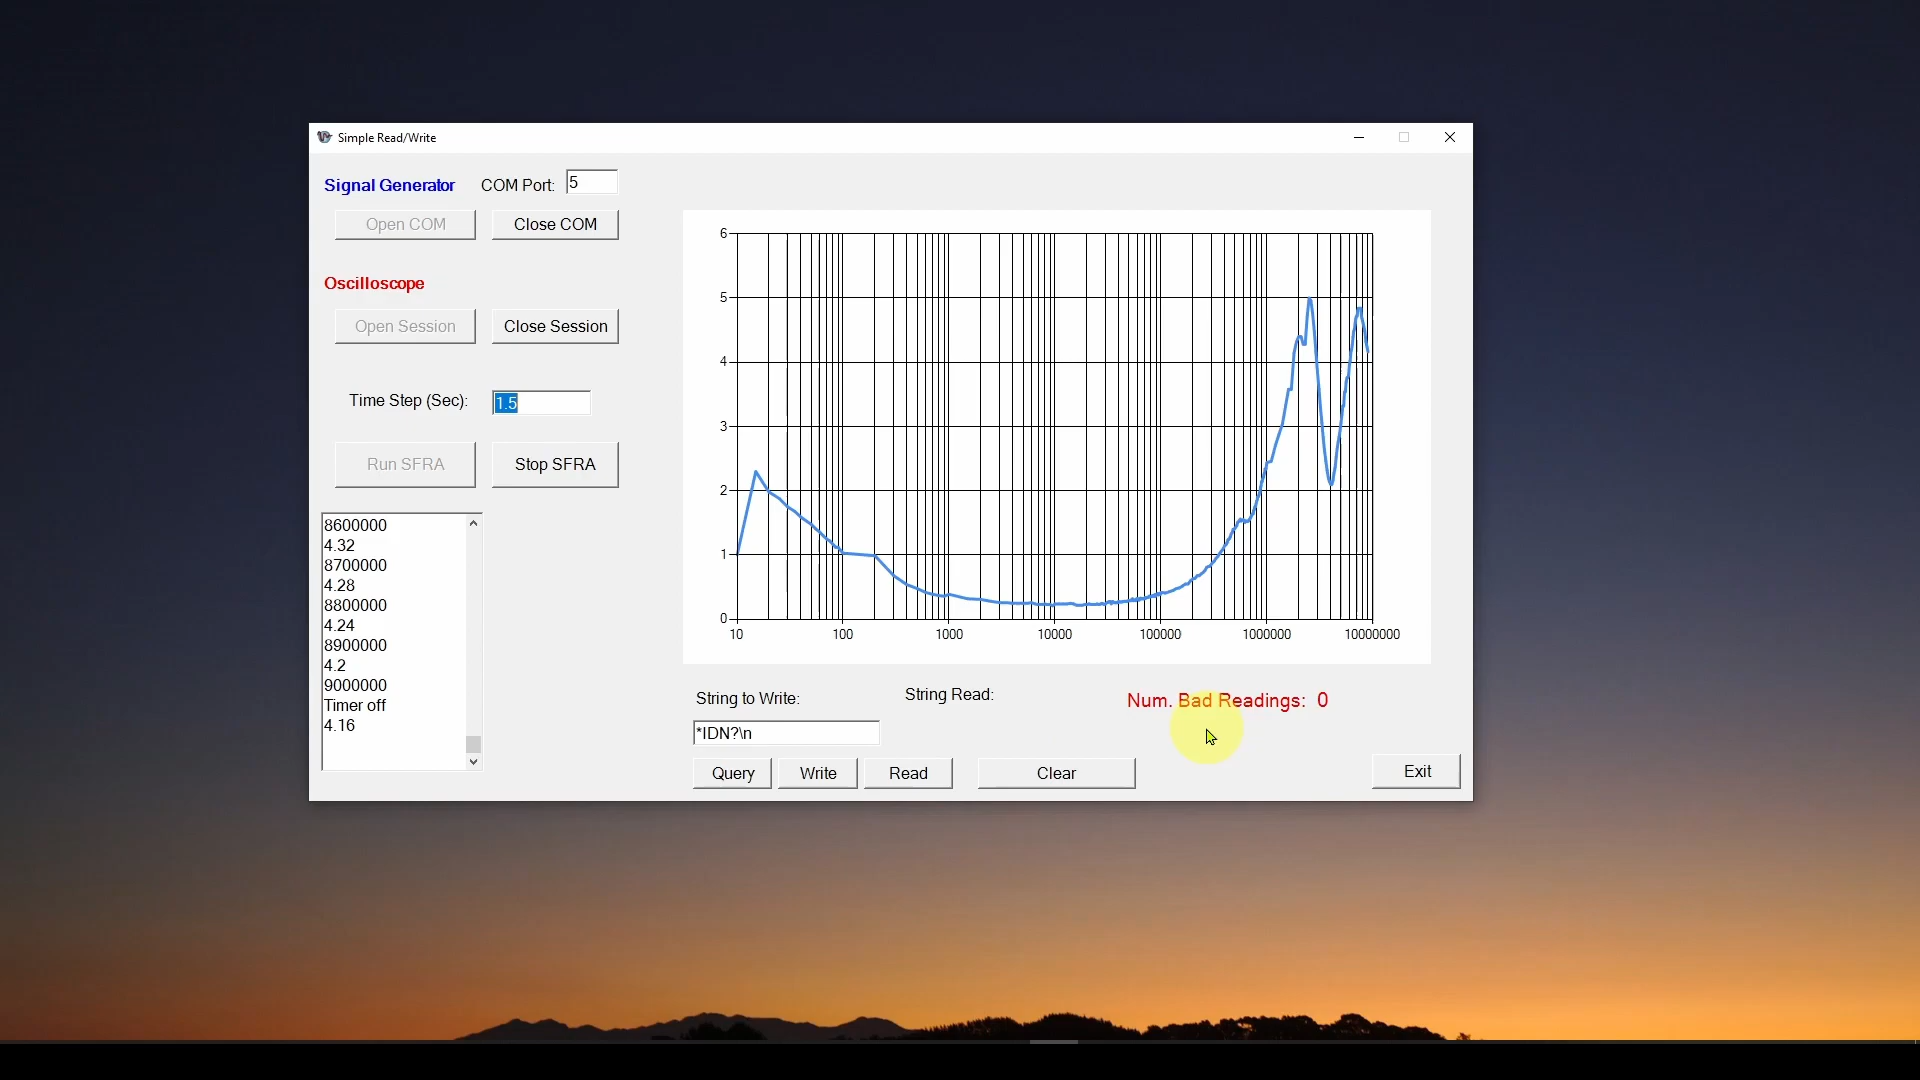 Simple Read/Write
Signal Generator COM Port: 5
Open COM Close COM
Oscilloscope
Open Session Close Session
Time Step (Sec): 1.5
Run SFRA Stop SFRA
8600000
4.32
8700000
4.28
8800000
4.24
8900000
4.2
9000000
Timer off
4.16
6
5
4
3
2
1
0
10 100 1000 10000 100000 1000000 10000000
String to Write: String Read: Num. Bad Readings: 0
*IDN?\n
Query Write Read Clear Exit